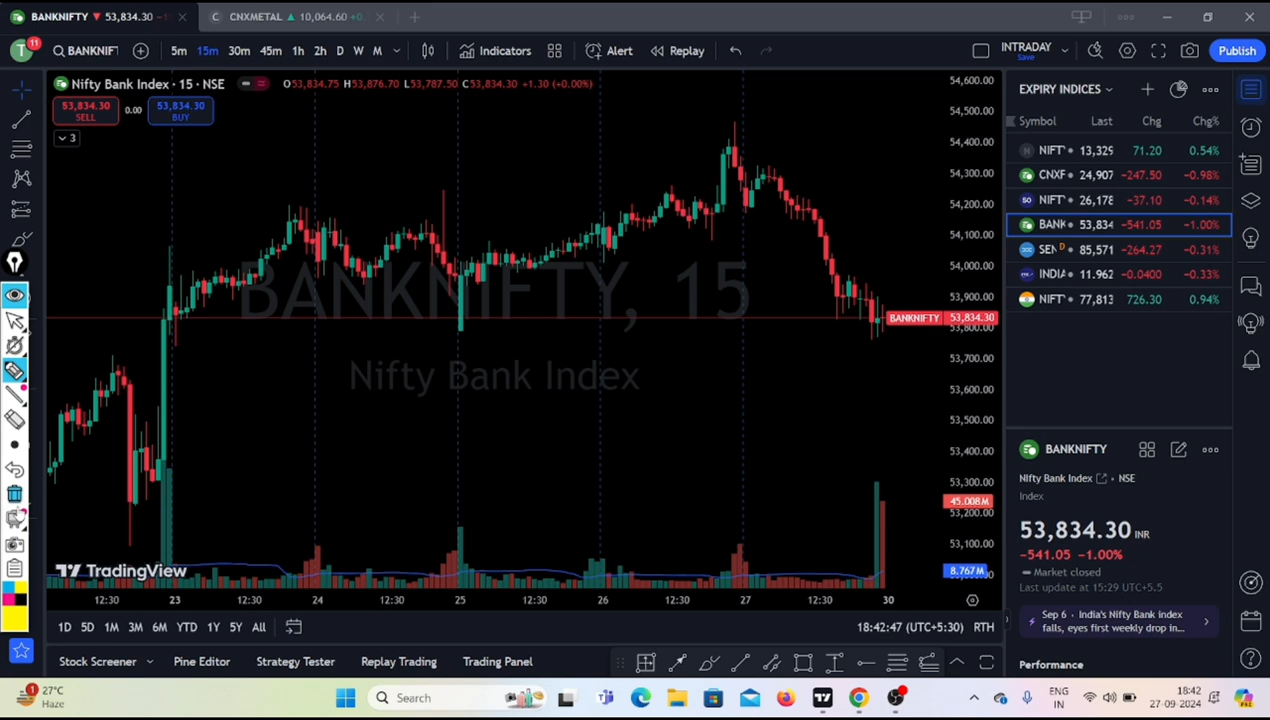 BANKNIFTY ▼ 53,834.30 −1
CNXMETAL ▲ 10,064.60 +0
T 11 BANKNIFT 5m 15m 30m 45m 1h 2h D W M Indicators Alert Replay INTRADAY Save Publish
Nifty Bank Index · 15 · NSE O53,834.75 H53,876.70 L53,787.50 C53,834.30 +1.30 (+0.00%)
53,834.30 SELL 0.00 53,834.30 BUY
3
BANKNIFTY, 15
Nifty Bank Index
54,600.00
54,500.00
54,400.00
54,300.00
54,200.00
54,100.00
54,000.00
53,900.00
BANKNIFTY 53,834.30
53,800.00
53,700.00
53,600.00
53,500.00
53,400.00
53,300.00
45.008M
53,200.00
53,100.00
8.767M
TradingView
12:30 23 12:30 24 12:30 25 12:30 26 12:30 27 12:30 30
1D 5D 1M 3M 6M YTD 1Y 5Y All 18:42:47 (UTC+5:30) RTH
Stock Screener Pine Editor Strategy Tester Replay Trading Trading Panel
EXPIRY INDICES
Symbol Last Chg Chg%
NIFT 13,329 71.20 0.54%
CNXF 24,907 −247.50 −0.98%
NIFT 26,178 −37.10 −0.14%
BANK 53,834 −541.05 −1.00%
SEN D 85,571 −264.27 −0.31%
INDIA 11.962 −0.0400 −0.33%
NIFT 77,813 726.30 0.94%
BANKNIFTY
Nifty Bank Index • NSE
Index
53,834.30 INR
−541.05 −1.00%
Market closed
Last update at 15:29 UTC+5.5
Sep 6 · India's Nifty Bank index falls, eyes first weekly drop in...
Performance
1 27°C Haze
Search
ENG IN
18:42
27-09-2024